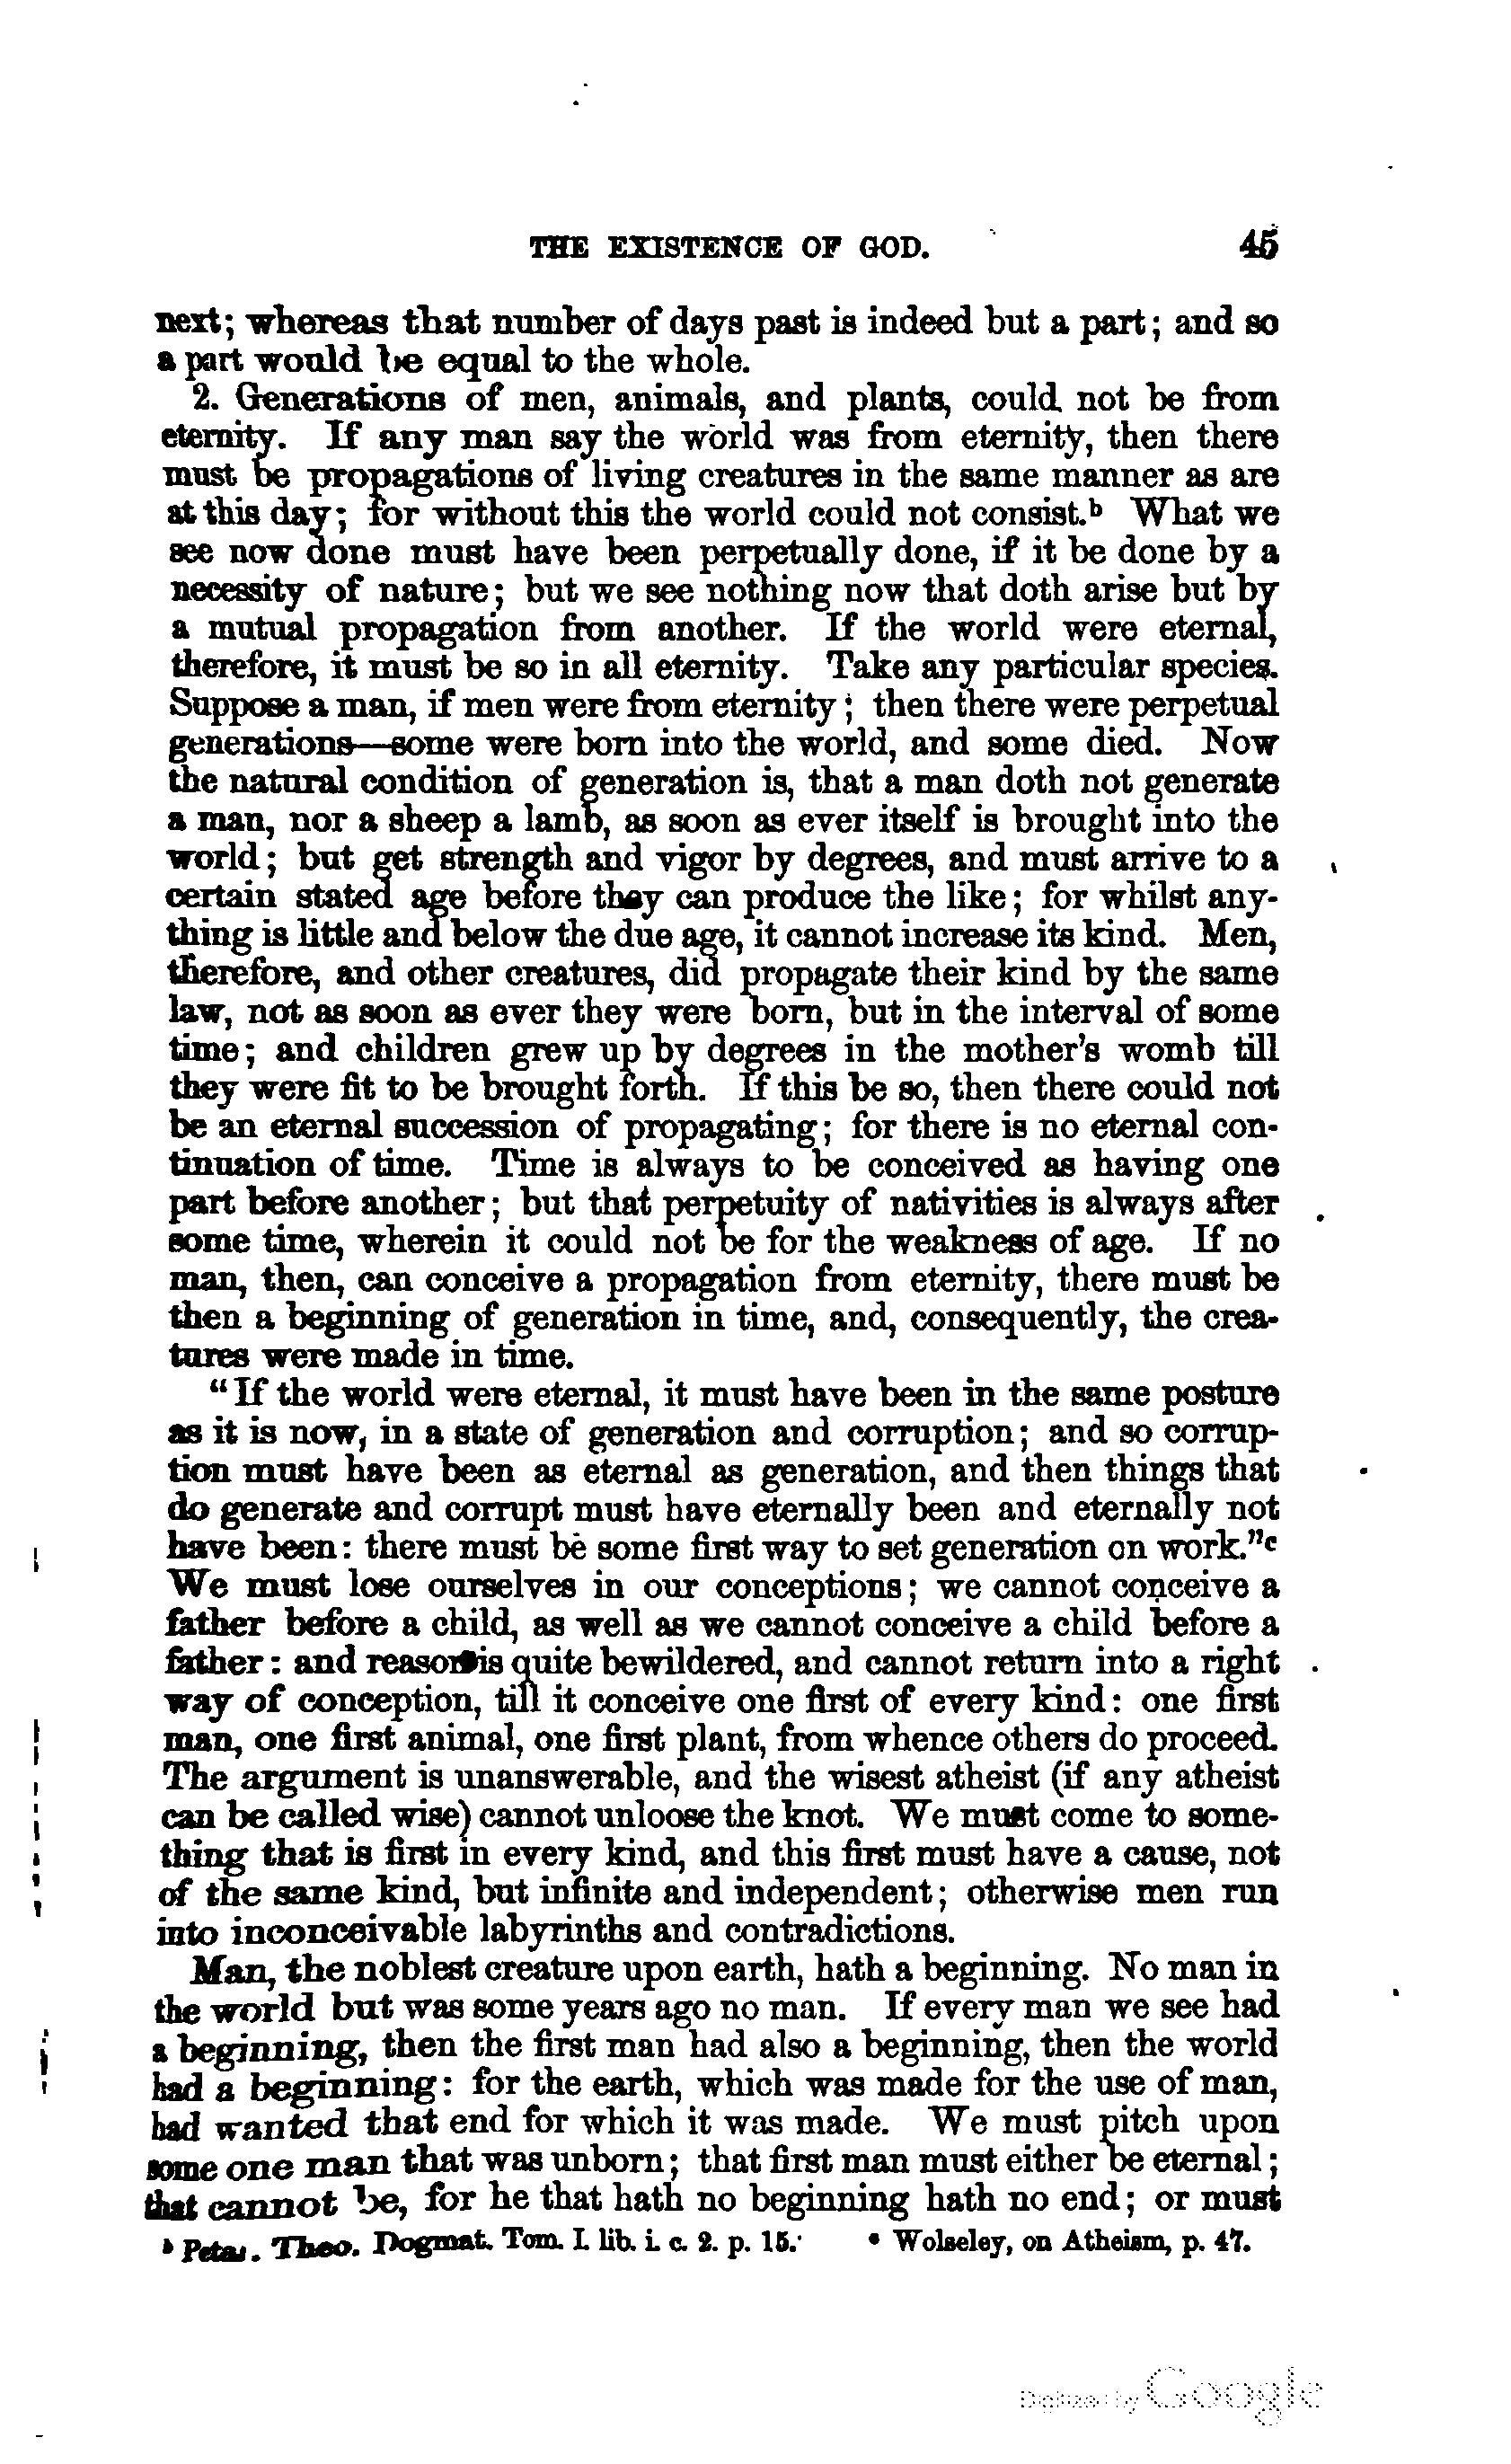 THE EXISTENCE OF GOD. 45
next; whereas that number of days past is indeed but a part; and so
a part would be equal to the whole.
2. Generations of men, animals, and plants, could not be from
eternity. If any man say the world was from eternity, then there
must be propagations of living creatures in the same manner as are
at this day; for without this the world could not consist.ᵇ What we
see now done must have been perpetually done, if it be done by a
necessity of nature; but we see nothing now that doth arise but by
a mutual propagation from another. If the world were eternal,
therefore, it must be so in all eternity. Take any particular species.
Suppose a man, if men were from eternity; then there were perpetual
generations—some were born into the world, and some died. Now
the natural condition of generation is, that a man doth not generate
a man, nor a sheep a lamb, as soon as ever itself is brought into the
world; but get strength and vigor by degrees, and must arrive to a
certain stated age before they can produce the like; for whilst any-
thing is little and below the due age, it cannot increase its kind. Men,
therefore, and other creatures, did propagate their kind by the same
law, not as soon as ever they were born, but in the interval of some
time; and children grew up by degrees in the mother's womb till
they were fit to be brought forth. If this be so, then there could not
be an eternal succession of propagating; for there is no eternal con-
tinuation of time. Time is always to be conceived as having one
part before another; but that perpetuity of nativities is always after
some time, wherein it could not be for the weakness of age. If no
man, then, can conceive a propagation from eternity, there must be
then a beginning of generation in time, and, consequently, the crea-
tures were made in time.
"If the world were eternal, it must have been in the same posture
as it is now, in a state of generation and corruption; and so corrup-
tion must have been as eternal as generation, and then things that
do generate and corrupt must have eternally been and eternally not
have been: there must be some first way to set generation on work."ᶜ
We must lose ourselves in our conceptions; we cannot conceive a
father before a child, as well as we cannot conceive a child before a
father: and reason is quite bewildered, and cannot return into a right
way of conception, till it conceive one first of every kind: one first
man, one first animal, one first plant, from whence others do proceed.
The argument is unanswerable, and the wisest atheist (if any atheist
can be called wise) cannot unloose the knot. We must come to some-
thing that is first in every kind, and this first must have a cause, not
of the same kind, but infinite and independent; otherwise men run
into inconceivable labyrinths and contradictions.
Man, the noblest creature upon earth, hath a beginning. No man in
the world but was some years ago no man. If every man we see had
a beginning, then the first man had also a beginning, then the world
had a beginning: for the earth, which was made for the use of man,
had wanted that end for which it was made. We must pitch upon
some one man that was unborn; that first man must either be eternal;
that cannot be, for he that hath no beginning hath no end; or must
ᵇ Petav. Theo. Dogmat. Tom. I. lib. i. c. 2. p. 15. ᶜ Wolseley, on Atheism, p. 47.
Digitized by Google